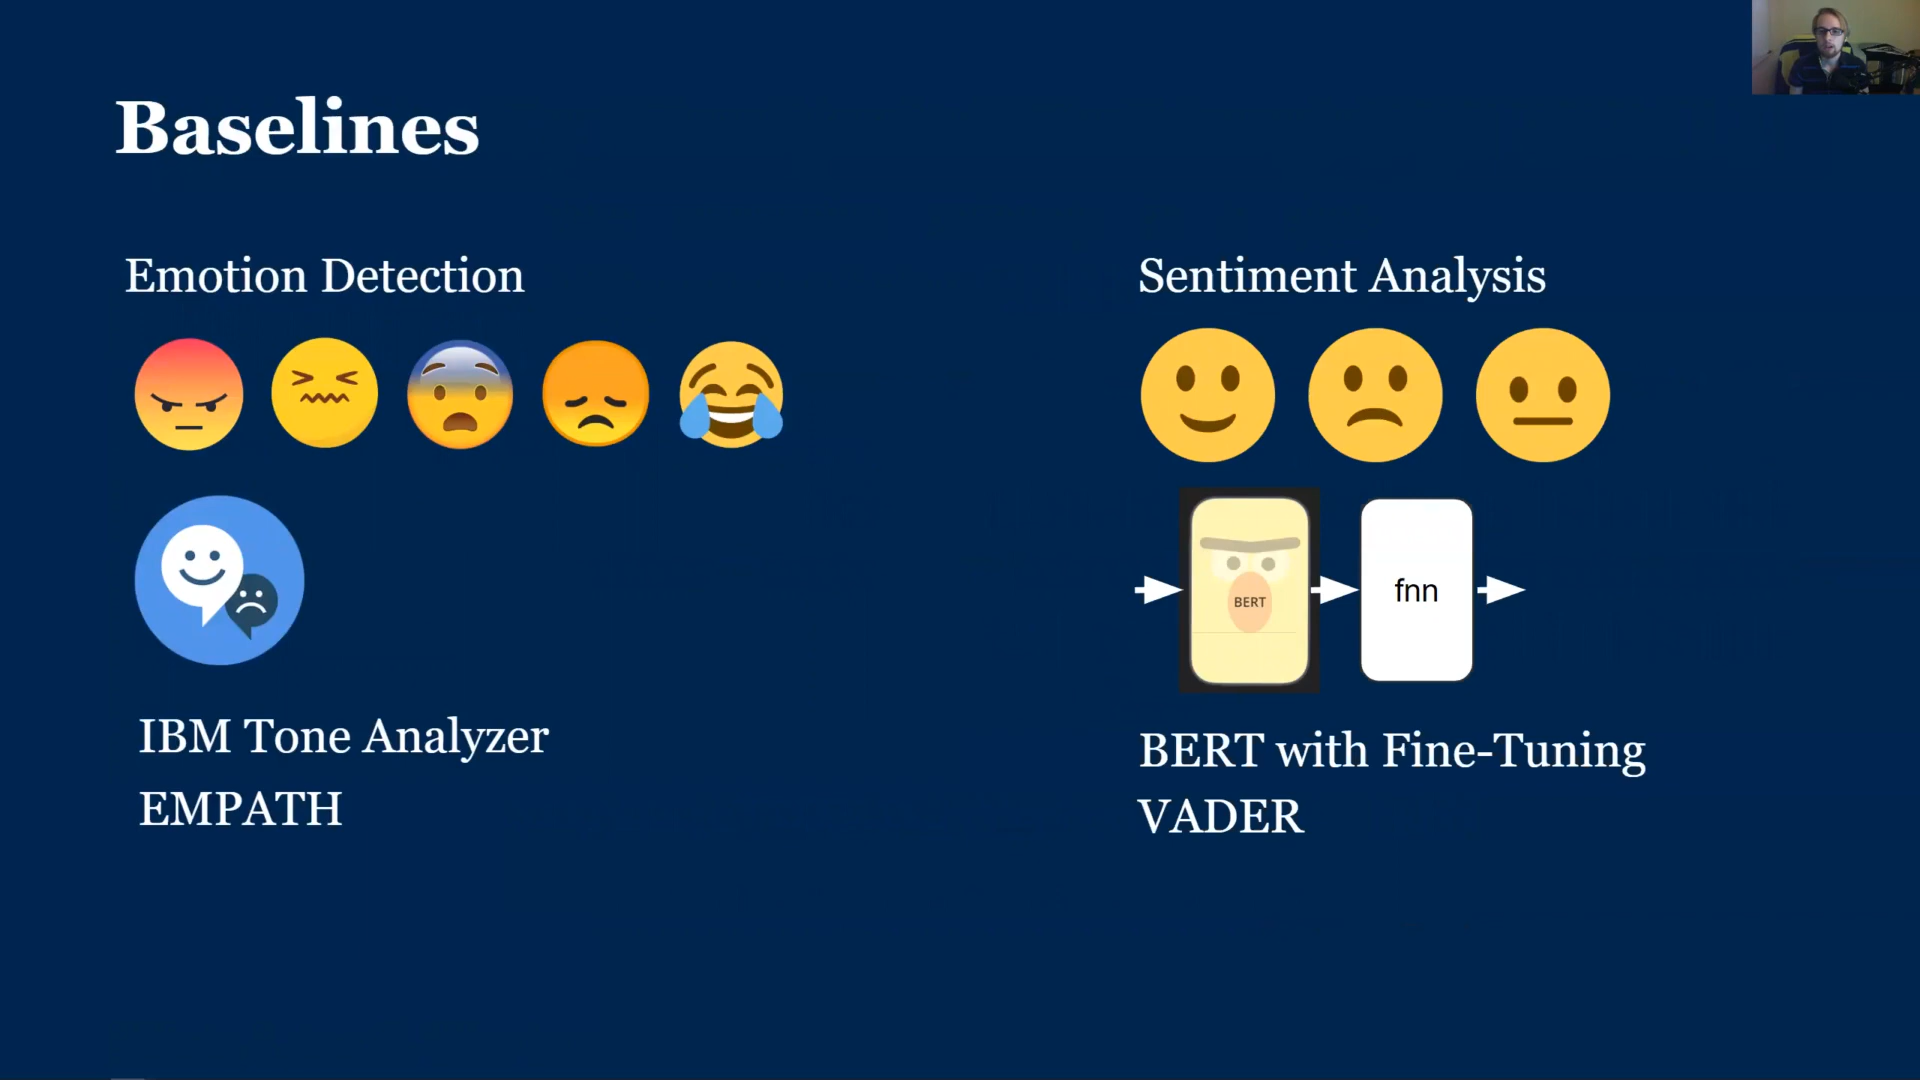 Baselines
Emotion Detection
IBM Tone Analyzer
EMPATH
Sentiment Analysis
BERT
fnn
BERT with Fine-Tuning
VADER